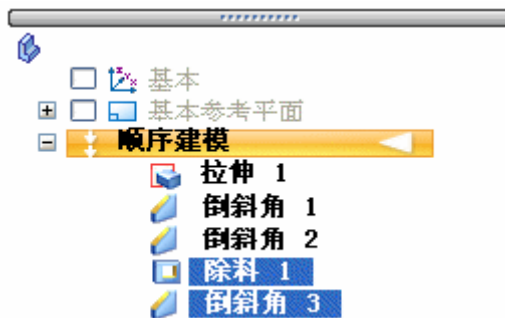 基本
基本参考平面
顺序建模
拉伸 1
倒斜角 1
倒斜角 2
除料 1
倒斜角 3